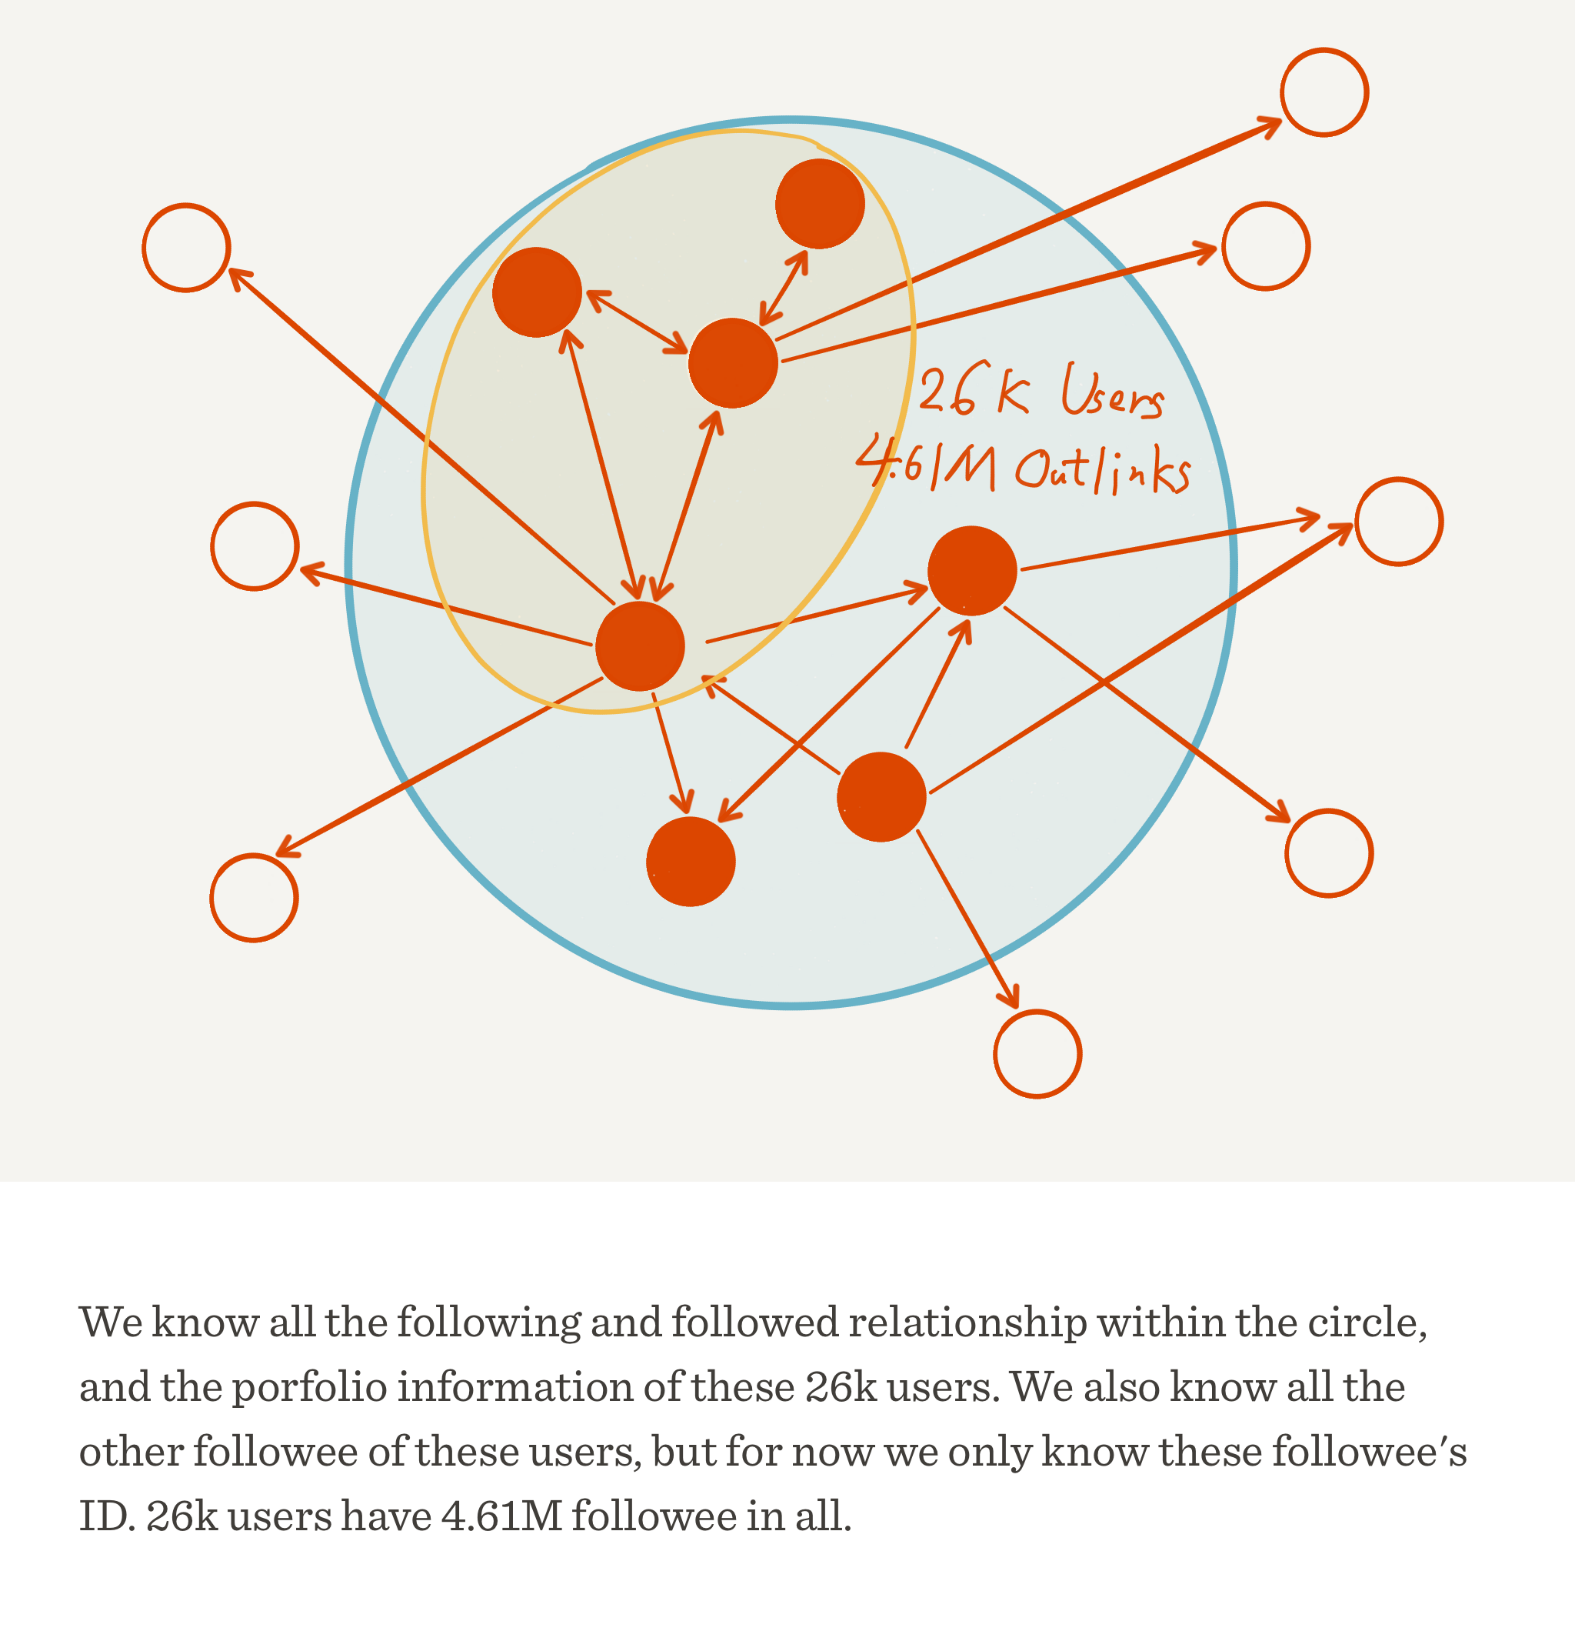 26K Users
4.61M Outlinks
We know all the following and followed relationship within the circle,
and the porfolio information of these 26k users. We also know all the
other followee of these users, but for now we only know these followee's
ID. 26k users have 4.61M followee in all.